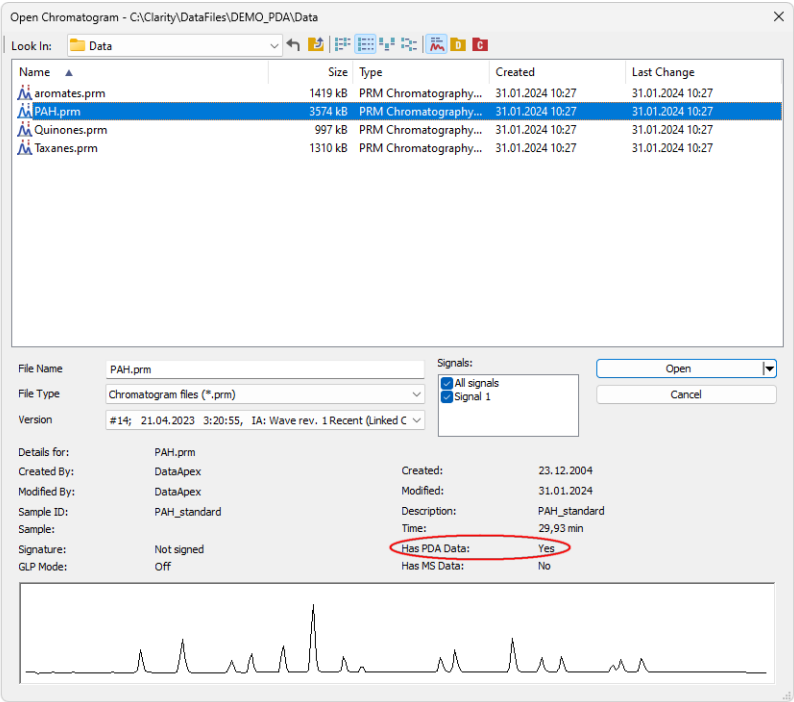 Open Chromatogram - C:\Clarity\DataFiles\DEMO_PDA\Data
Look In: Data D C
Name Size Type Created Last Change
aromates.prm 1419 kB PRM Chromatography... 31.01.2024 10:27 31.01.2024 10:27
PAH.prm 3574 kB PRM Chromatography... 31.01.2024 10:27 31.01.2024 10:27
Quinones.prm 997 kB PRM Chromatography... 31.01.2024 10:27 31.01.2024 10:27
Taxanes.prm 1310 kB PRM Chromatography... 31.01.2024 10:27 31.01.2024 10:27
File Name PAH.prm
File Type Chromatogram files (*.prm)
Version #14; 21.04.2023 3:20:55, IA: Wave rev. 1 Recent (Linked C
Signals:
All signals
Signal 1
Open
Cancel
Details for: PAH.prm
Created By: DataApex Created: 23.12.2004
Modified By: DataApex Modified: 31.01.2024
Sample ID: PAH_standard Description: PAH_standard
Sample: Time: 29,93 min
Signature: Not signed Has PDA Data: Yes
GLP Mode: Off Has MS Data: No